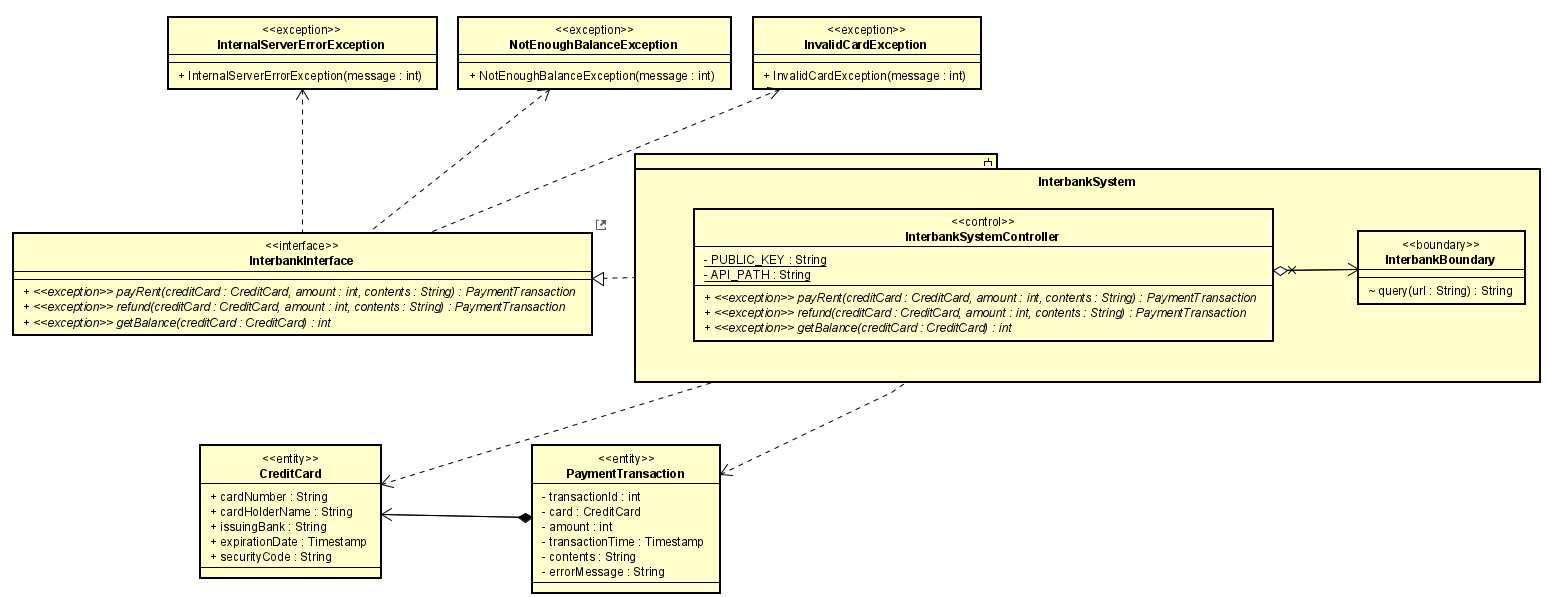 <<exception>>
InternalServerErrorException
+ InternalServerErrorException(message : int)
<<exception>>
NotEnoughBalanceException
+ NotEnoughBalanceException(message : int)
<<exception>>
InvalidCardException
+ InvalidCardException(message : int)
InterbankSystem
<<interface>>
InterbankInterface
+ <<exception>> payRent(creditCard : CreditCard, amount : int, contents : String) : PaymentTransaction
+ <<exception>> refund(creditCard : CreditCard, amount : int, contents : String) : PaymentTransaction
+ <<exception>> getBalance(creditCard : CreditCard) : int
<<control>>
InterbankSystemController
- PUBLIC_KEY : String
- API_PATH : String
+ <<exception>> payRent(creditCard : CreditCard, amount : int, contents : String) : PaymentTransaction
+ <<exception>> refund(creditCard : CreditCard, amount : int, contents : String) : PaymentTransaction
+ <<exception>> getBalance(creditCard : CreditCard) : int
<<boundary>>
InterbankBoundary
~ query(url : String) : String
<<entity>>
CreditCard
+ cardNumber : String
+ cardHolderName : String
+ issuingBank : String
+ expirationDate : Timestamp
+ securityCode : String
<<entity>>
PaymentTransaction
- transactionId : int
- card : CreditCard
- amount : int
- transactionTime : Timestamp
- contents : String
- errorMessage : String